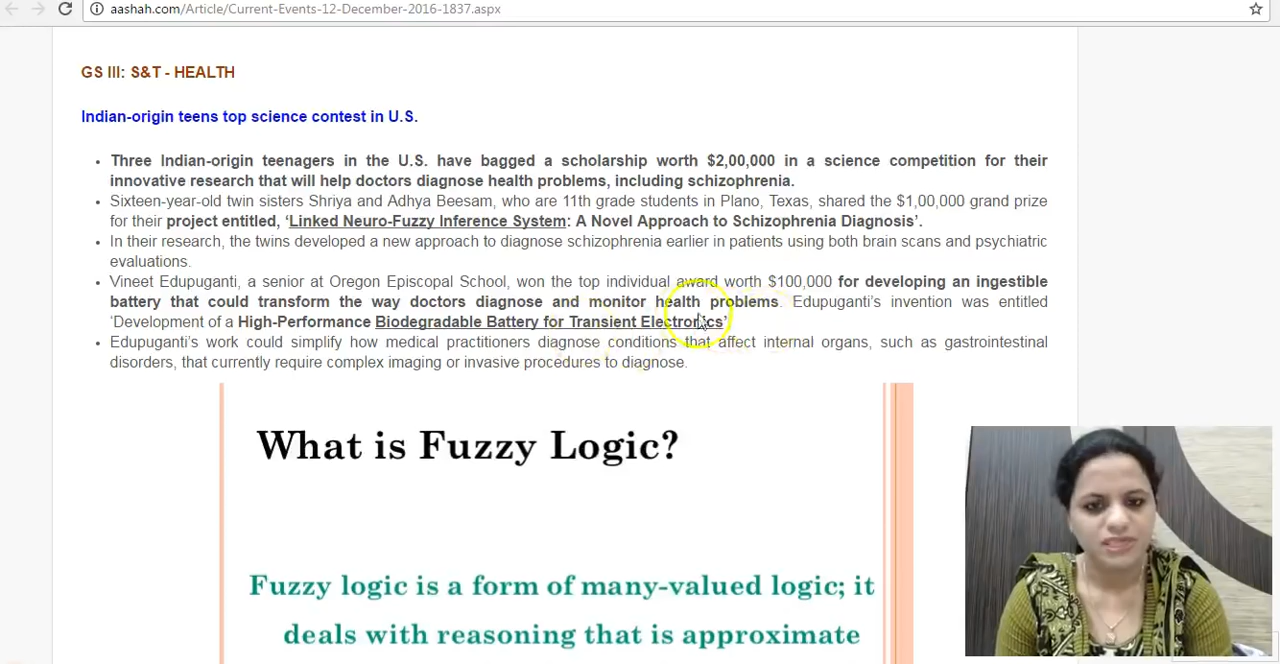 aashah.com/Article/Current-Events-12-December-2016-1837.aspx
GS III: S&T - HEALTH
Indian-origin teens top science contest in U.S.
• Three Indian-origin teenagers in the U.S. have bagged a scholarship worth $2,00,000 in a science competition for their
innovative research that will help doctors diagnose health problems, including schizophrenia.
• Sixteen-year-old twin sisters Shriya and Adhya Beesam, who are 11th grade students in Plano, Texas, shared the $1,00,000 grand prize
for their project entitled, ‘Linked Neuro-Fuzzy Inference System: A Novel Approach to Schizophrenia Diagnosis’.
• In their research, the twins developed a new approach to diagnose schizophrenia earlier in patients using both brain scans and psychiatric
evaluations.
• Vineet Edupuganti, a senior at Oregon Episcopal School, won the top individual award worth $100,000 for developing an ingestible
battery that could transform the way doctors diagnose and monitor health problems. Edupuganti’s invention was entitled
‘Development of a High-Performance Biodegradable Battery for Transient Electronics’
• Edupuganti’s work could simplify how medical practitioners diagnose conditions that affect internal organs, such as gastrointestinal
disorders, that currently require complex imaging or invasive procedures to diagnose.
What is Fuzzy Logic?
Fuzzy logic is a form of many-valued logic; it
deals with reasoning that is approximate